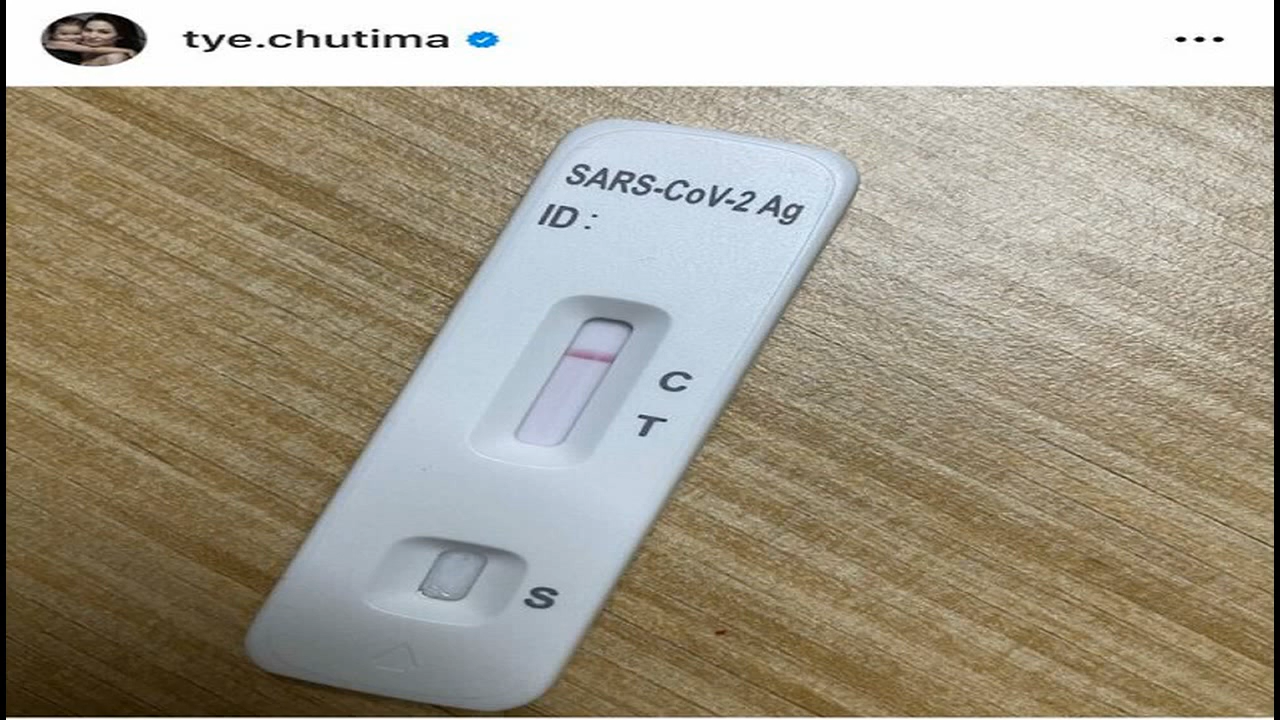 tye.chutima
SARS-CoV-2 Ag
ID :
C
T
S